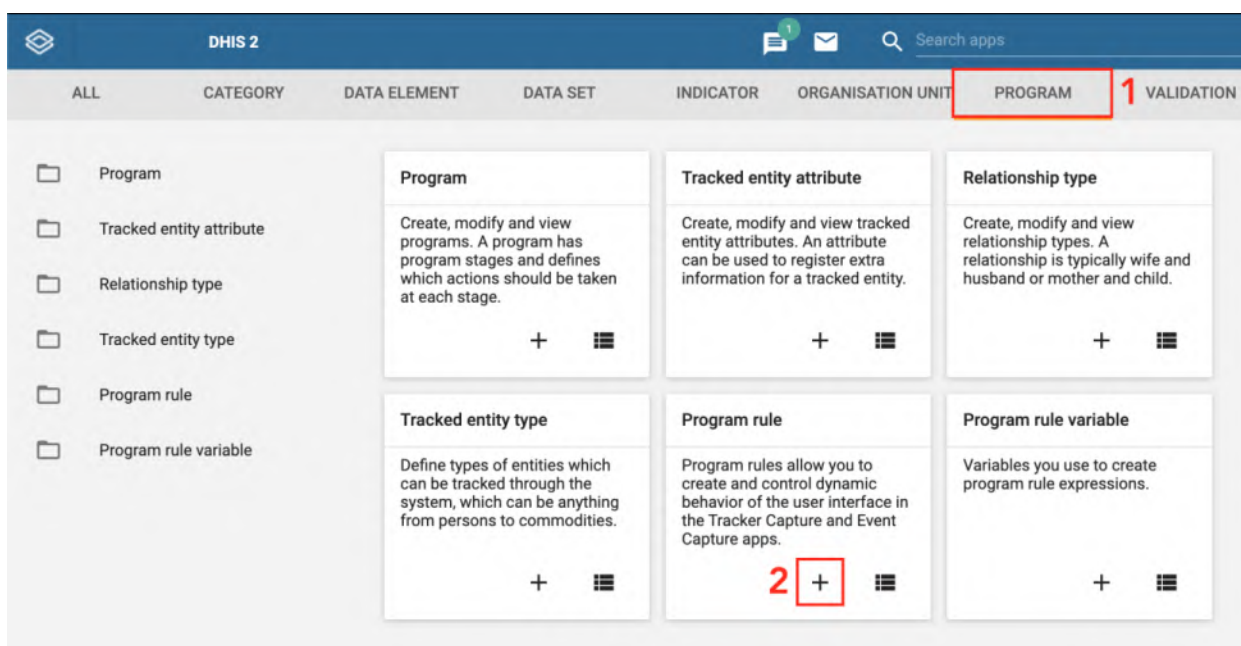 DHIS 2
1
Search apps
ALL CATEGORY DATA ELEMENT DATA SET INDICATOR ORGANISATION UNIT PROGRAM 1 VALIDATION
Program
Tracked entity attribute
Relationship type
Tracked entity type
Program rule
Program rule variable
Program
Create, modify and view
programs. A program has
program stages and defines
which actions should be taken
at each stage.
Tracked entity attribute
Create, modify and view tracked
entity attributes. An attribute
can be used to register extra
information for a tracked entity.
Relationship type
Create, modify and view
relationship types. A
relationship is typically wife and
husband or mother and child.
Tracked entity type
Define types of entities which
can be tracked through the
system, which can be anything
from persons to commodities.
Program rule
Program rules allow you to
create and control dynamic
behavior of the user interface in
the Tracker Capture and Event
Capture apps.
2
Program rule variable
Variables you use to create
program rule expressions.